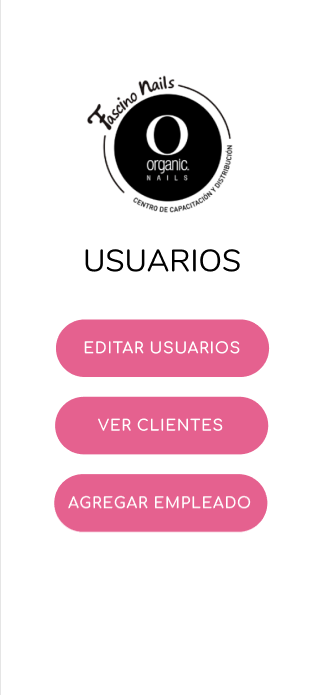 Fascino Nails
O
organic.
NAILS
CENTRO DE CAPACITACIÓN Y DISTRIBUCIÓN
USUARIOS
EDITAR USUARIOS
VER CLIENTES
AGREGAR EMPLEADO